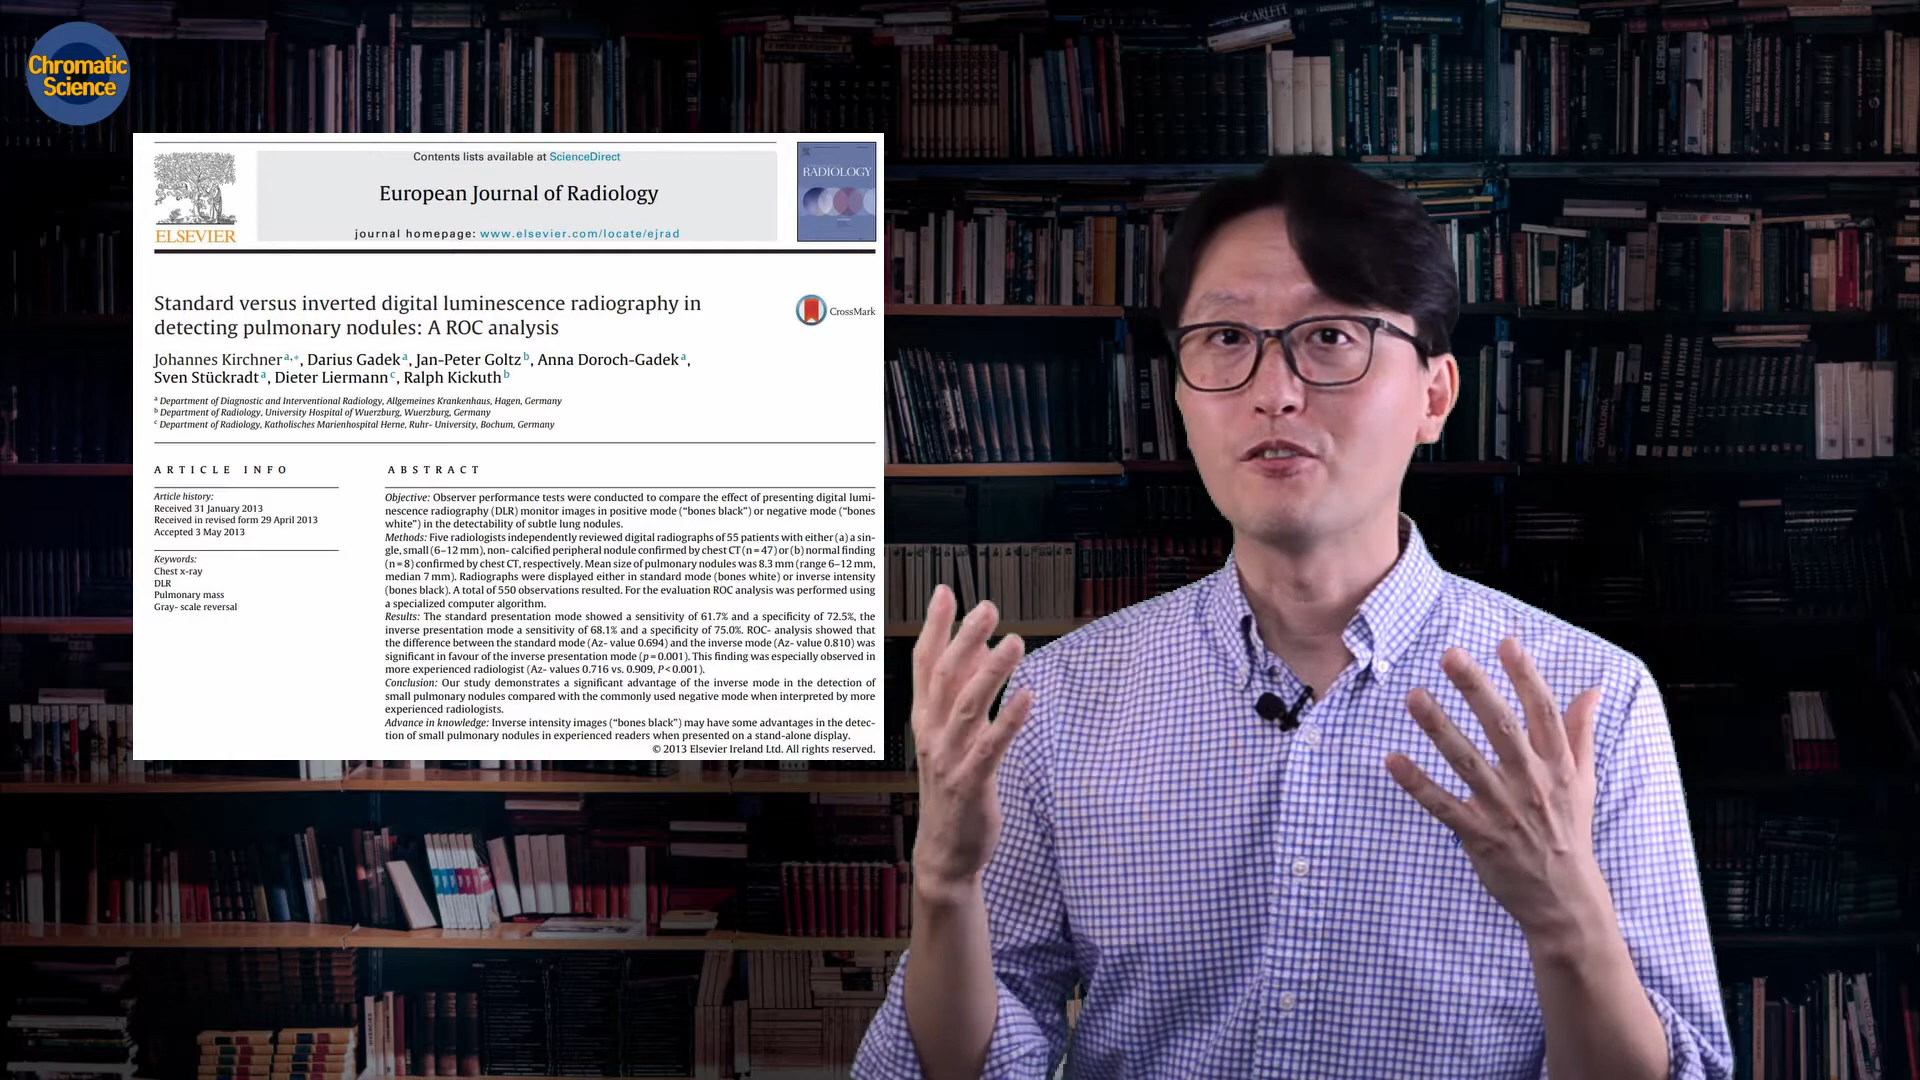 Chromatic
Science
Contents lists available at ScienceDirect
European Journal of Radiology
journal homepage: www.elsevier.com/locate/ejrad
ELSEVIER
RADIOLOGY
Standard versus inverted digital luminescence radiography in
detecting pulmonary nodules: A ROC analysis
CrossMark
Johannes Kirchner a,*, Darius Gadek a, Jan-Peter Goltz b, Anna Doroch-Gadek a,
Sven Stückradt a, Dieter Liermann c, Ralph Kickuth b
a Department of Diagnostic and Interventional Radiology, Allgemeines Krankenhaus, Hagen, Germany
b Department of Radiology, University Hospital of Wuerzburg, Wuerzburg, Germany
c Department of Radiology, Katholisches Marienhospital Herne, Ruhr- University, Bochum, Germany
ARTICLE INFO
Article history:
Received 31 January 2013
Received in revised form 29 April 2013
Accepted 3 May 2013
Keywords:
Chest x-ray
DLR
Pulmonary mass
Gray- scale reversal
ABSTRACT
Objective: Observer performance tests were conducted to compare the effect of presenting digital lumi-
nescence radiography (DLR) monitor images in positive mode (“bones black”) or negative mode (“bones
white”) in the detectability of subtle lung nodules.
Methods: Five radiologists independently reviewed digital radiographs of 55 patients with either (a) a sin-
gle, small (6–12 mm), non- calcified peripheral nodule confirmed by chest CT (n = 47) or (b) normal finding
(n = 8) confirmed by chest CT, respectively. Mean size of pulmonary nodules was 8.3 mm (range 6–12 mm,
median 7 mm). Radiographs were displayed either in standard mode (bones white) or inverse intensity
(bones black). A total of 550 observations resulted. For the evaluation ROC analysis was performed using
a specialized computer algorithm.
Results: The standard presentation mode showed a sensitivity of 61.7% and a specificity of 72.5%, the
inverse presentation mode a sensitivity of 68.1% and a specificity of 75.0%. ROC- analysis showed that
the difference between the standard mode (Az- value 0.694) and the inverse mode (Az- value 0.810) was
significant in favour of the inverse presentation mode (p = 0.001). This finding was especially observed in
more experienced radiologist (Az- values 0.716 vs. 0.909, P < 0.001).
Conclusion: Our study demonstrates a significant advantage of the inverse mode in the detection of
small pulmonary nodules compared with the commonly used negative mode when interpreted by more
experienced radiologists.
Advance in knowledge: Inverse intensity images (“bones black”) may have some advantages in the detec-
tion of small pulmonary nodules in experienced readers when presented on a stand-alone display.
© 2013 Elsevier Ireland Ltd. All rights reserved.
SCARLETT